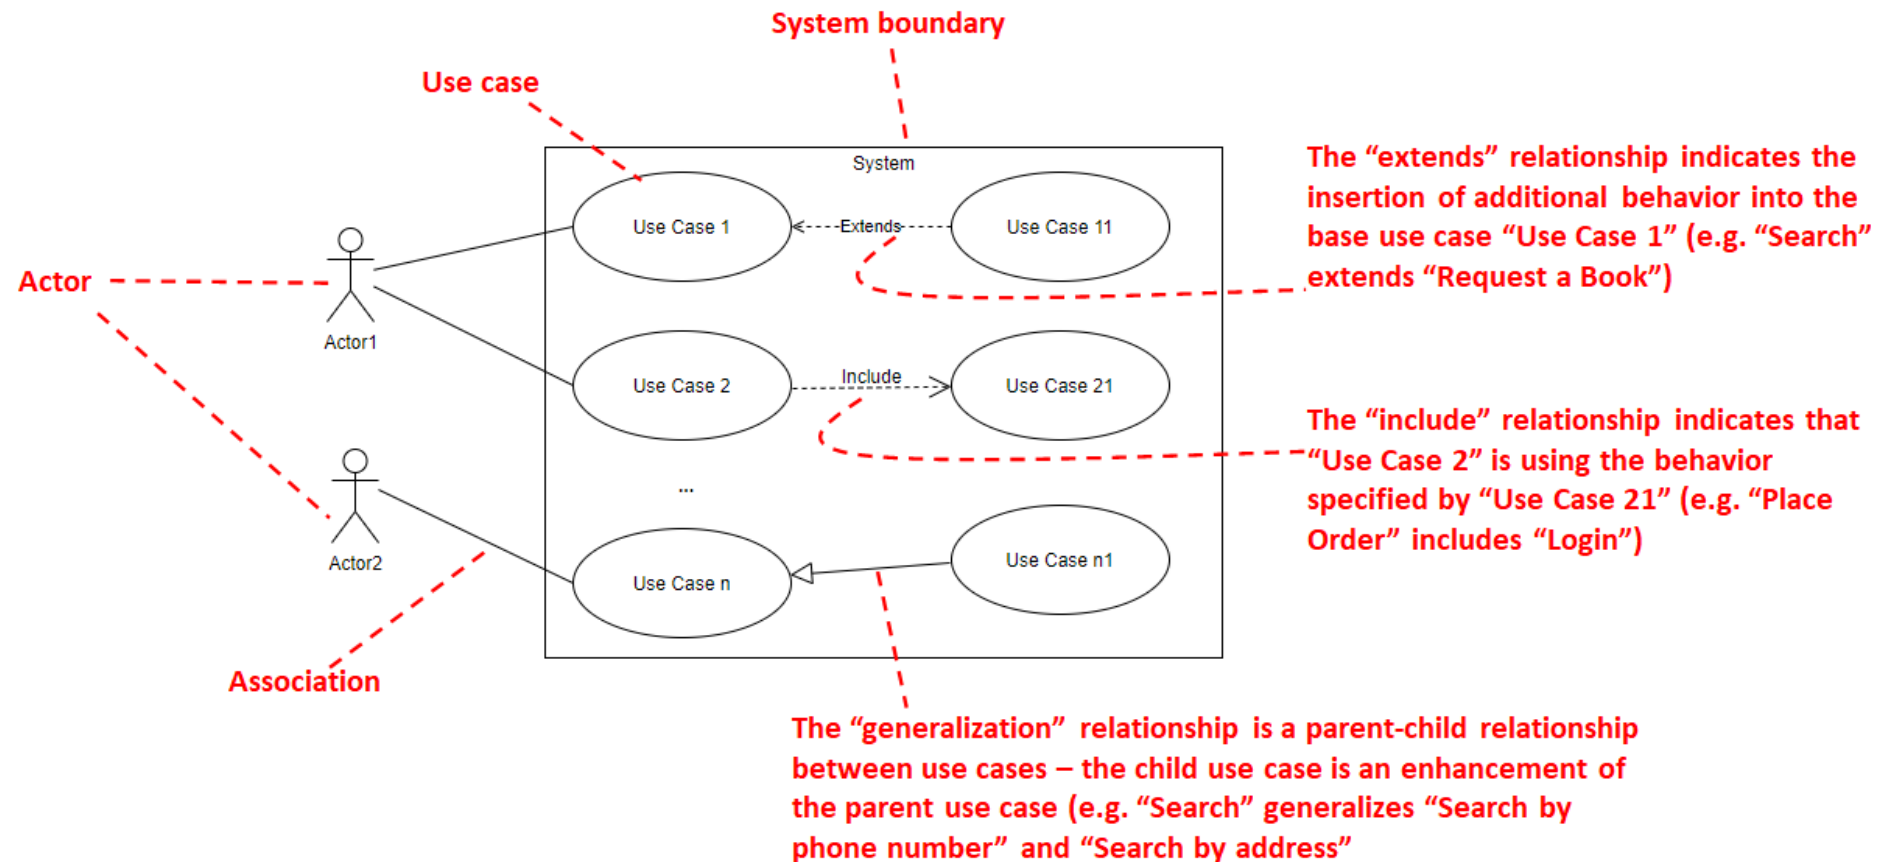 System boundary
Use case
System
Use Case 1
Extends
Use Case 11
The “extends” relationship indicates the
insertion of additional behavior into the
base use case “Use Case 1” (e.g. “Search”
extends “Request a Book”)
Actor
Actor1
Use Case 2
Include
Use Case 21
The “include” relationship indicates that
“Use Case 2” is using the behavior
specified by “Use Case 21” (e.g. “Place
Order” includes “Login”)
...
Actor2
Use Case n
Use Case n1
Association
The “generalization” relationship is a parent-child relationship
between use cases – the child use case is an enhancement of
the parent use case (e.g. “Search” generalizes “Search by
phone number” and “Search by address”